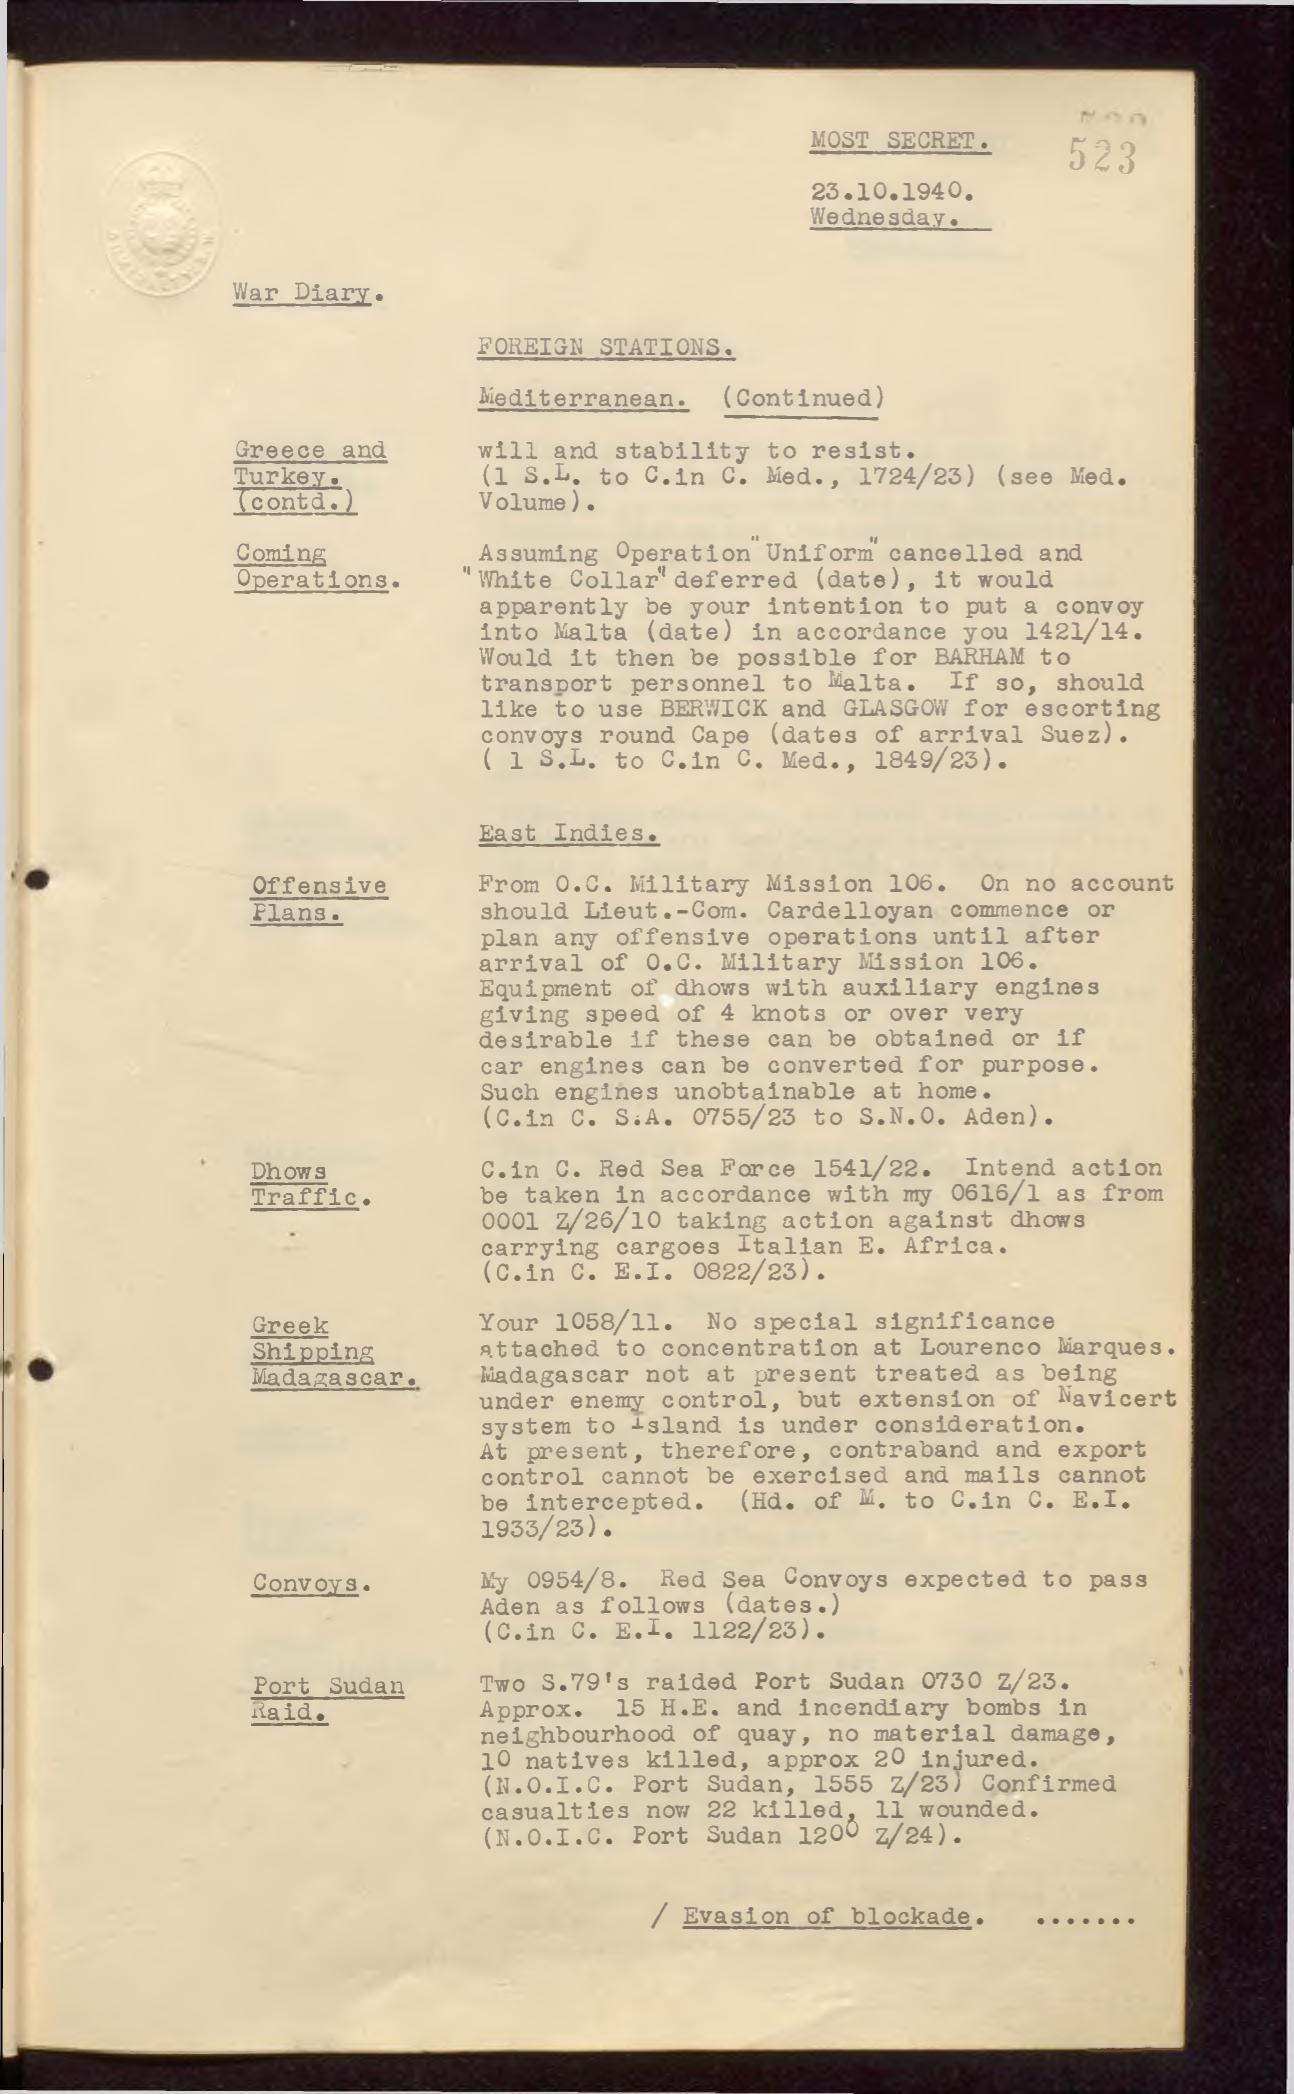 MOST SECRET.
523
23.10.1940.
Wednesday.
War Diary.
FOREIGN STATIONS.
Mediterranean. (Continued)
Greece and
Turkey.
(contd.)
will and stability to resist.
(1 S.L. to C.in C. Med., 1724/23) (see Med.
Volume).
Coming
Operations.
Assuming Operation "Uniform" cancelled and
"White Collar" deferred (date), it would
apparently be your intention to put a convoy
into Malta (date) in accordance you 1421/14.
Would it then be possible for BARHAM to
transport personnel to Malta. If so, should
like to use BERWICK and GLASGOW for escorting
convoys round Cape (dates of arrival Suez).
( 1 S.L. to C.in C. Med., 1849/23).
East Indies.
Offensive
Plans.
From O.C. Military Mission 106. On no account
should Lieut.-Com. Cardelloyan commence or
plan any offensive operations until after
arrival of O.C. Military Mission 106.
Equipment of dhows with auxiliary engines
giving speed of 4 knots or over very
desirable if these can be obtained or if
car engines can be converted for purpose.
Such engines unobtainable at home.
(C.in C. S.A. 0755/23 to S.N.O. Aden).
Dhows
Traffic.
C.in C. Red Sea Force 1541/22. Intend action
be taken in accordance with my 0616/1 as from
0001 Z/26/10 taking action against dhows
carrying cargoes Italian E. Africa.
(C.in C. E.I. 0822/23).
Greek
Shipping
Madagascar.
Your 1058/11. No special significance
attached to concentration at Lourenco Marques.
Madagascar not at present treated as being
under enemy control, but extension of Navicert
system to Island is under consideration.
At present, therefore, contraband and export
control cannot be exercised and mails cannot
be intercepted. (Hd. of M. to C.in C. E.I.
1933/23).
Convoys.
My 0954/8. Red Sea Convoys expected to pass
Aden as follows (dates.)
(C.in C. E.I. 1122/23).
Port Sudan
Raid.
Two S.79's raided Port Sudan 0730 Z/23.
Approx. 15 H.E. and incendiary bombs in
neighbourhood of quay, no material damage,
10 natives killed, approx 20 injured.
(N.O.I.C. Port Sudan, 1555 Z/23) Confirmed
casualties now 22 killed, 11 wounded.
(N.O.I.C. Port Sudan 1200 Z/24).
/ Evasion of blockade. .......